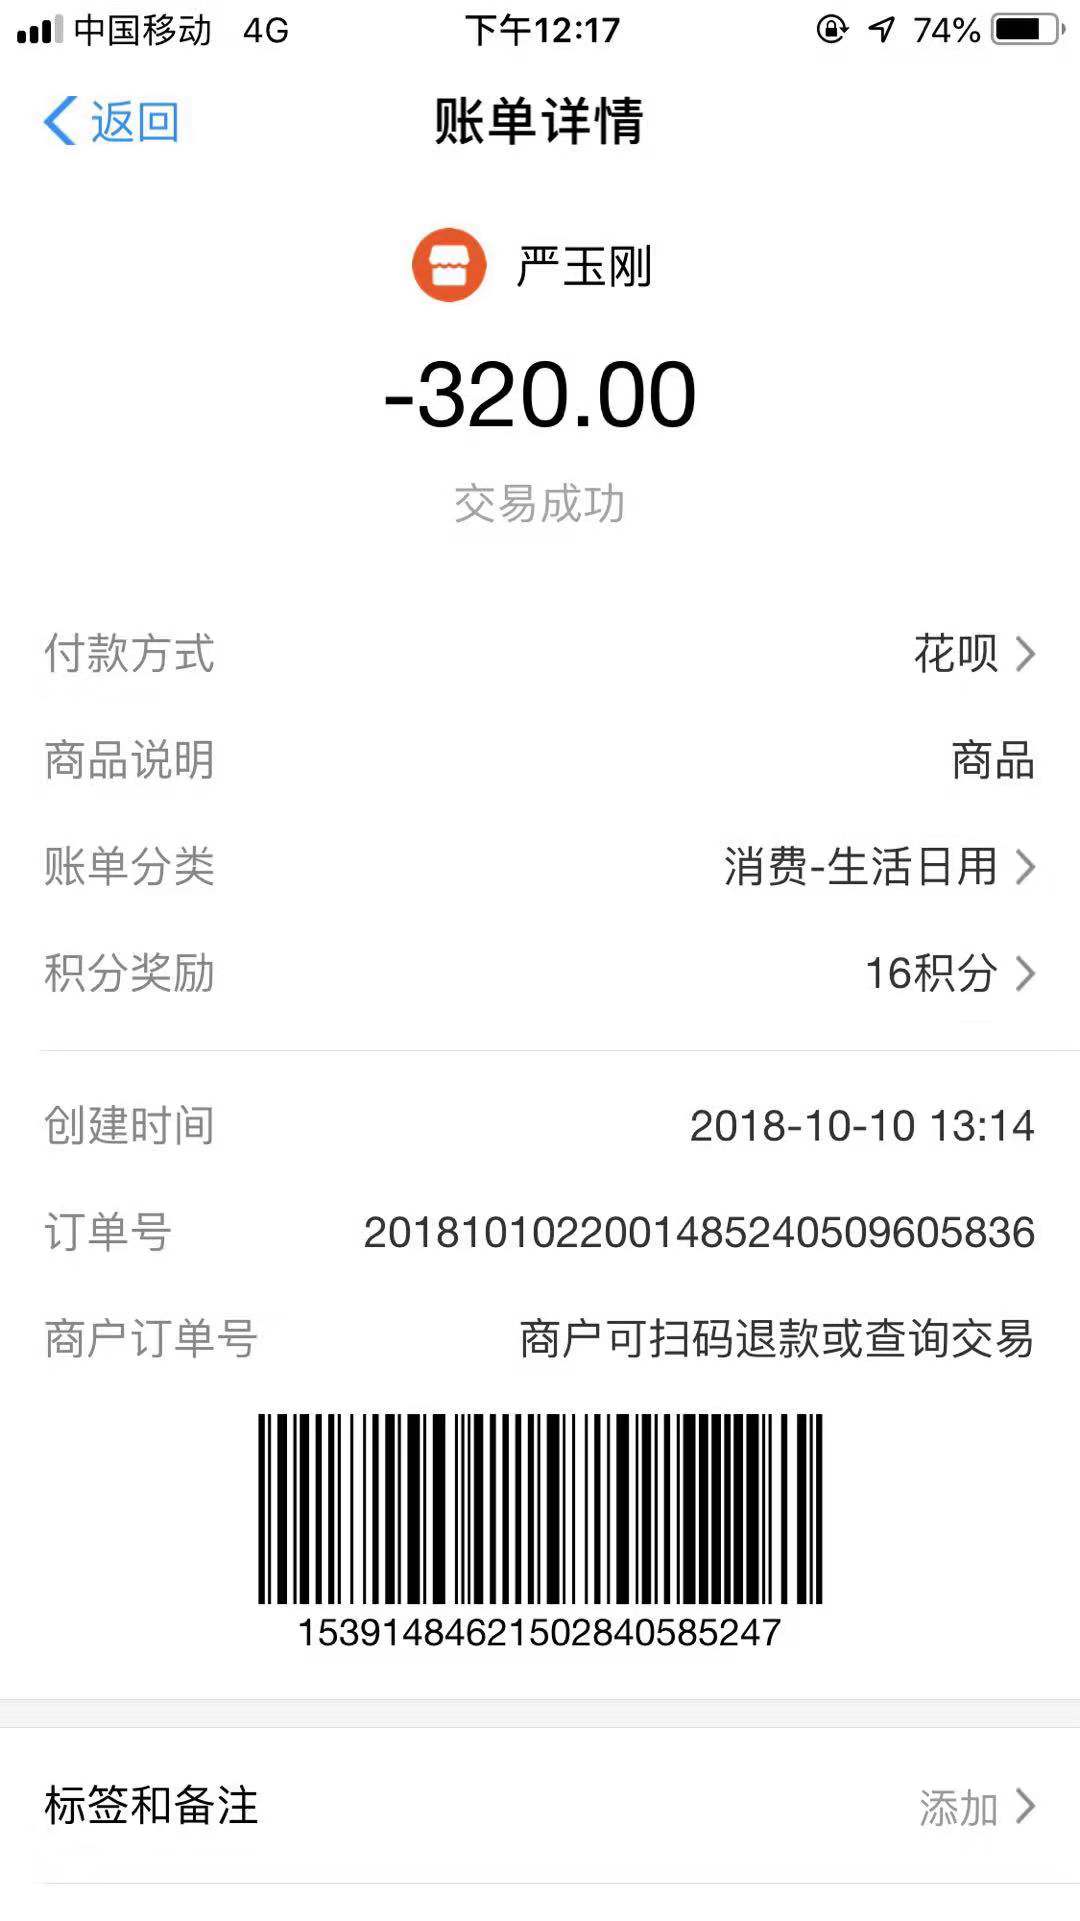 中国移动 4G 下午12:17 74%
返回 账单详情
严玉刚
-320.00
交易成功
付款方式 花呗
商品说明 商品
账单分类 消费-生活日用
积分奖励 16积分
创建时间 2018-10-10 13:14
订单号 2018101022001485240509605836
商户订单号 商户可扫码退款或查询交易
15391484621502840585247
标签和备注 添加